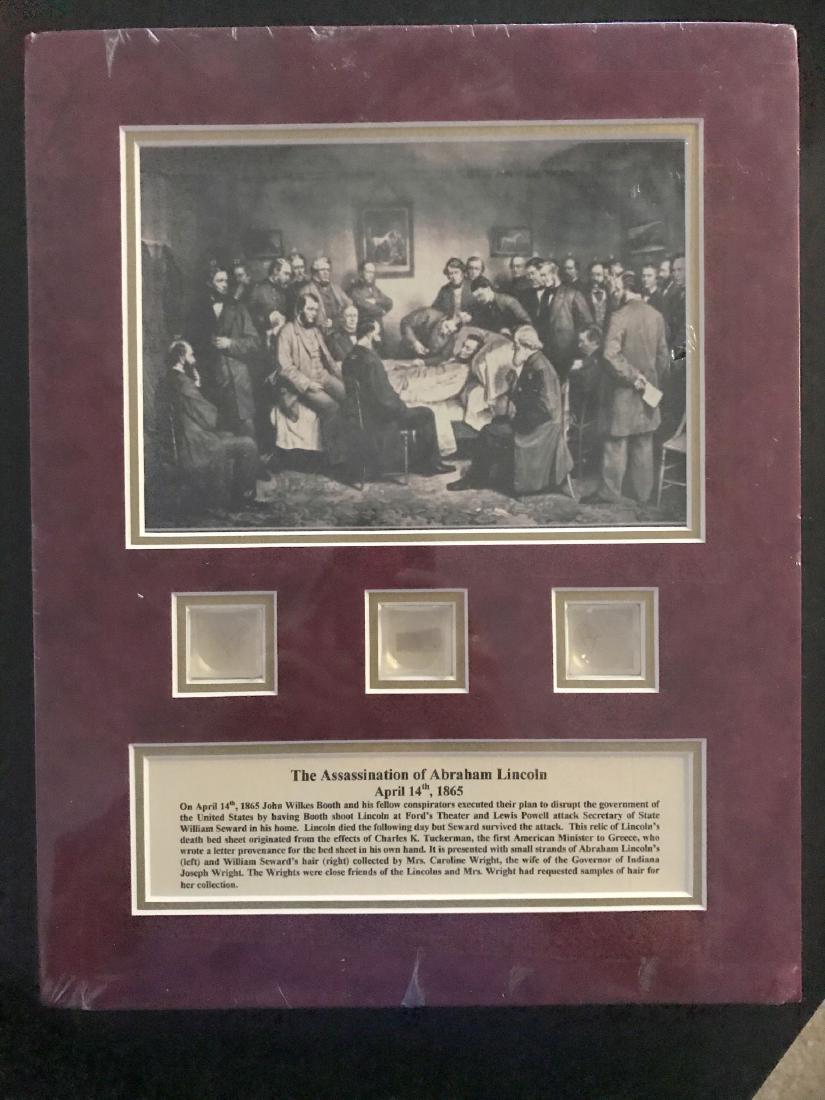 The Assassination of Abraham Lincoln
April 14th, 1865
On April 14th, 1865 John Wilkes Booth and his fellow conspirators executed their plan to disrupt the government of
the United States by having Booth shoot Lincoln at Ford's Theater and Lewis Powell attack Secretary of State
William Seward in his home. Lincoln died the following day but Seward survived the attack. This relic of Lincoln's
death bed sheet originated from the effects of Charles K. Tuckerman, the first American Minister to Greece, who
wrote a letter provenance for the bed sheet in his own hand. It is presented with small strands of Abraham Lincoln's
(left) and William Seward's hair (right) collected by Mrs. Caroline Wright, the wife of the Governor of Indiana
Joseph Wright. The Wrights were close friends of the Lincolns and Mrs. Wright had requested samples of hair for
her collection.